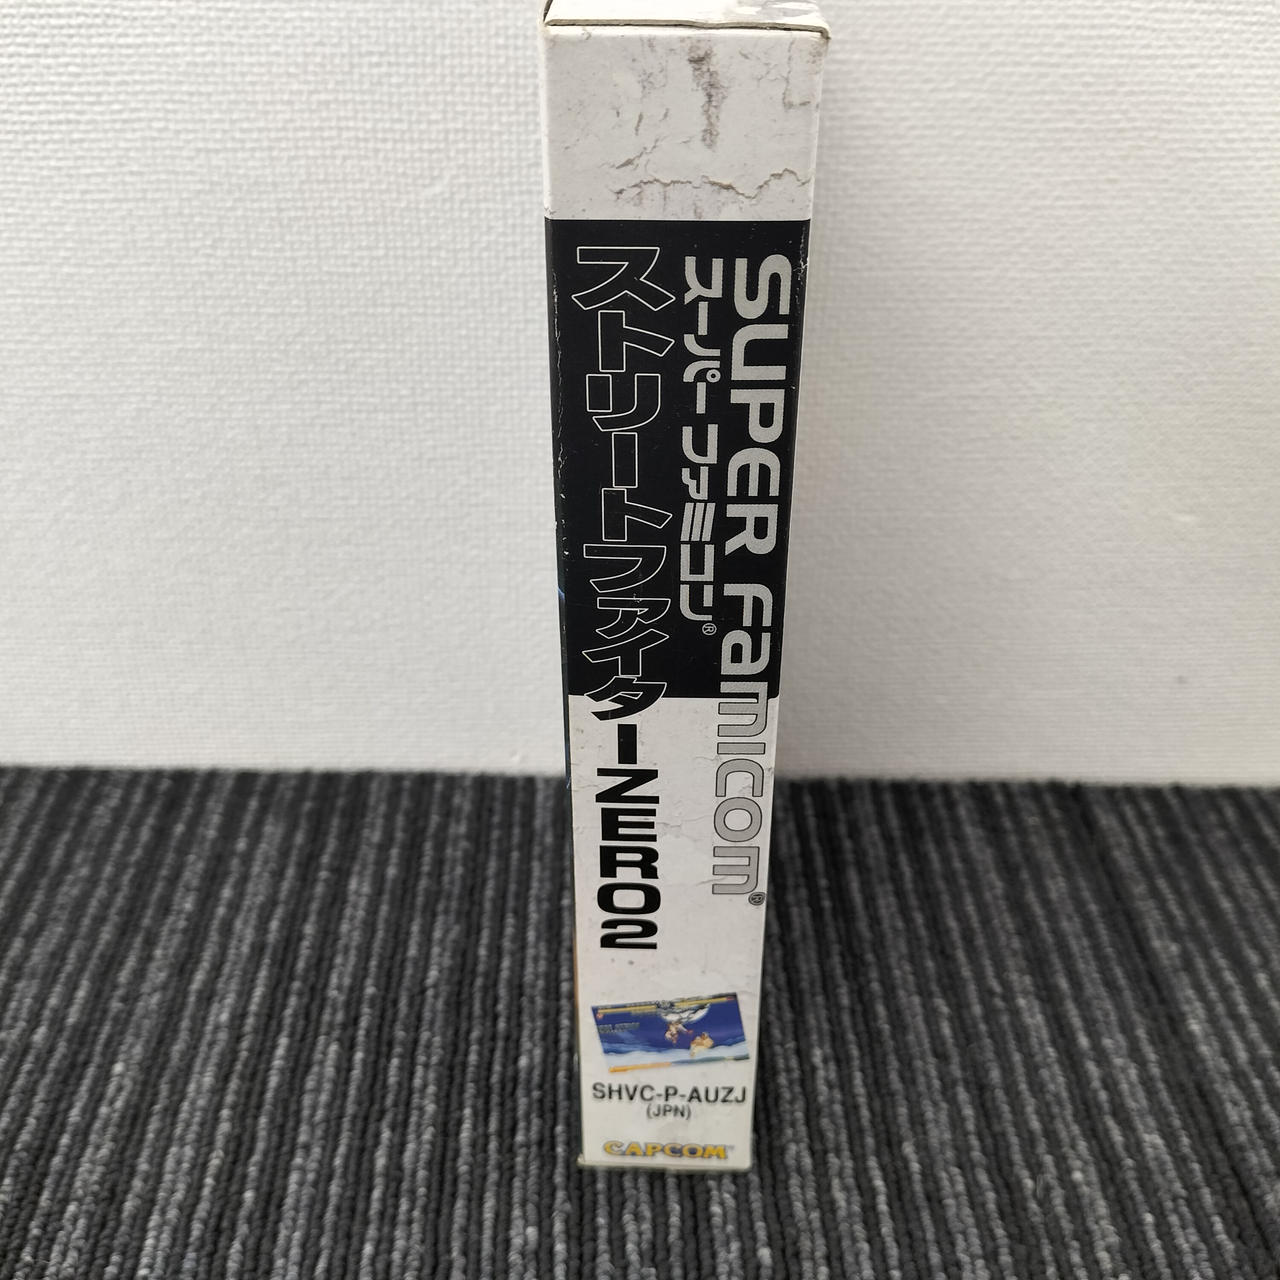 SUPER FAMICOM®
スーパーファミコン®
ストリートファイターZERO2
SHVC-P-AUZJ
(JPN)
CAPCOM